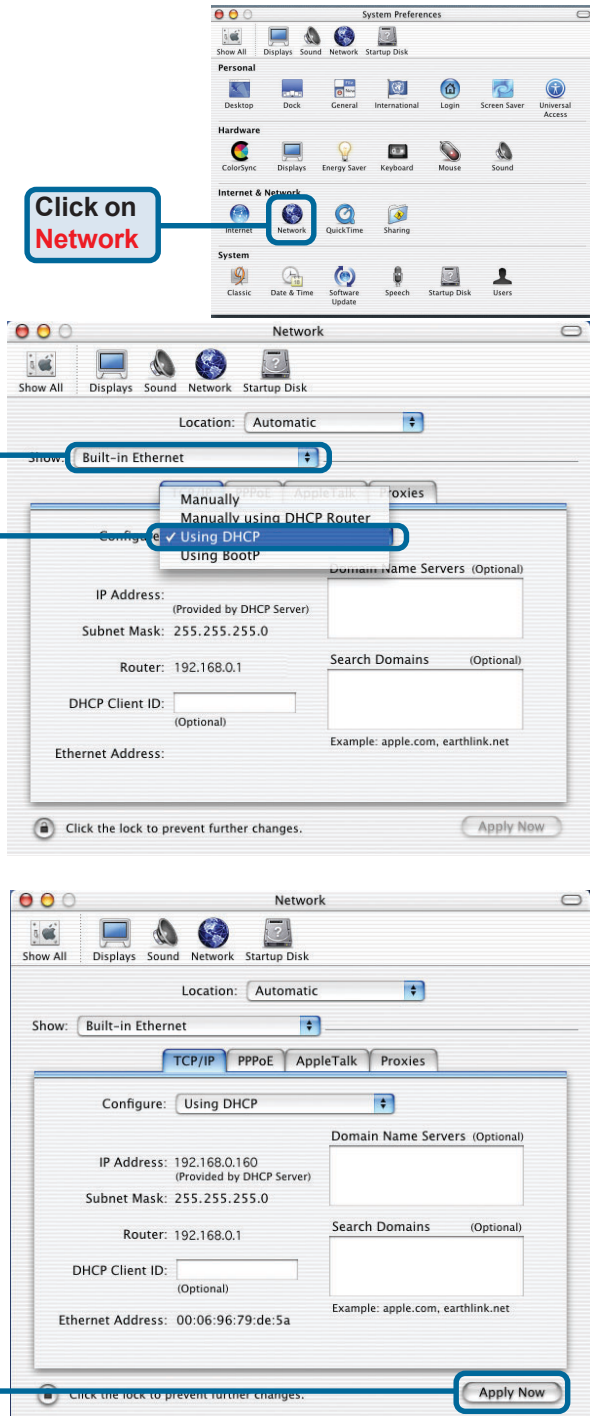 System Preferences
Show All Displays Sound Network Startup Disk
Personal
Desktop Dock General International Login Screen Saver Universal Access
Hardware
ColorSync Displays Energy Saver Keyboard Mouse Sound
Internet & Network
Internet Network QuickTime Sharing
System
Classic Date & Time Software Update Speech Startup Disk Users
Click on
Network
Network
Show All Displays Sound Network Startup Disk
Location: Automatic
Show: Built-in Ethernet
TCP/IP PPPoE AppleTalk Proxies
Manually
Manually using DHCP Router
Configure ✓ Using DHCP
Using BootP
Domain Name Servers (Optional)
IP Address:
(Provided by DHCP Server)
Subnet Mask: 255.255.255.0
Router: 192.168.0.1
Search Domains (Optional)
DHCP Client ID:
(Optional)
Example: apple.com, earthlink.net
Ethernet Address:
Click the lock to prevent further changes.
Apply Now
Network
Show All Displays Sound Network Startup Disk
Location: Automatic
Show: Built-in Ethernet
TCP/IP PPPoE AppleTalk Proxies
Configure: Using DHCP
Domain Name Servers (Optional)
IP Address: 192.168.0.160
(Provided by DHCP Server)
Subnet Mask: 255.255.255.0
Router: 192.168.0.1
Search Domains (Optional)
DHCP Client ID:
(Optional)
Example: apple.com, earthlink.net
Ethernet Address: 00:06:96:79:de:5a
Click the lock to prevent further changes.
Apply Now